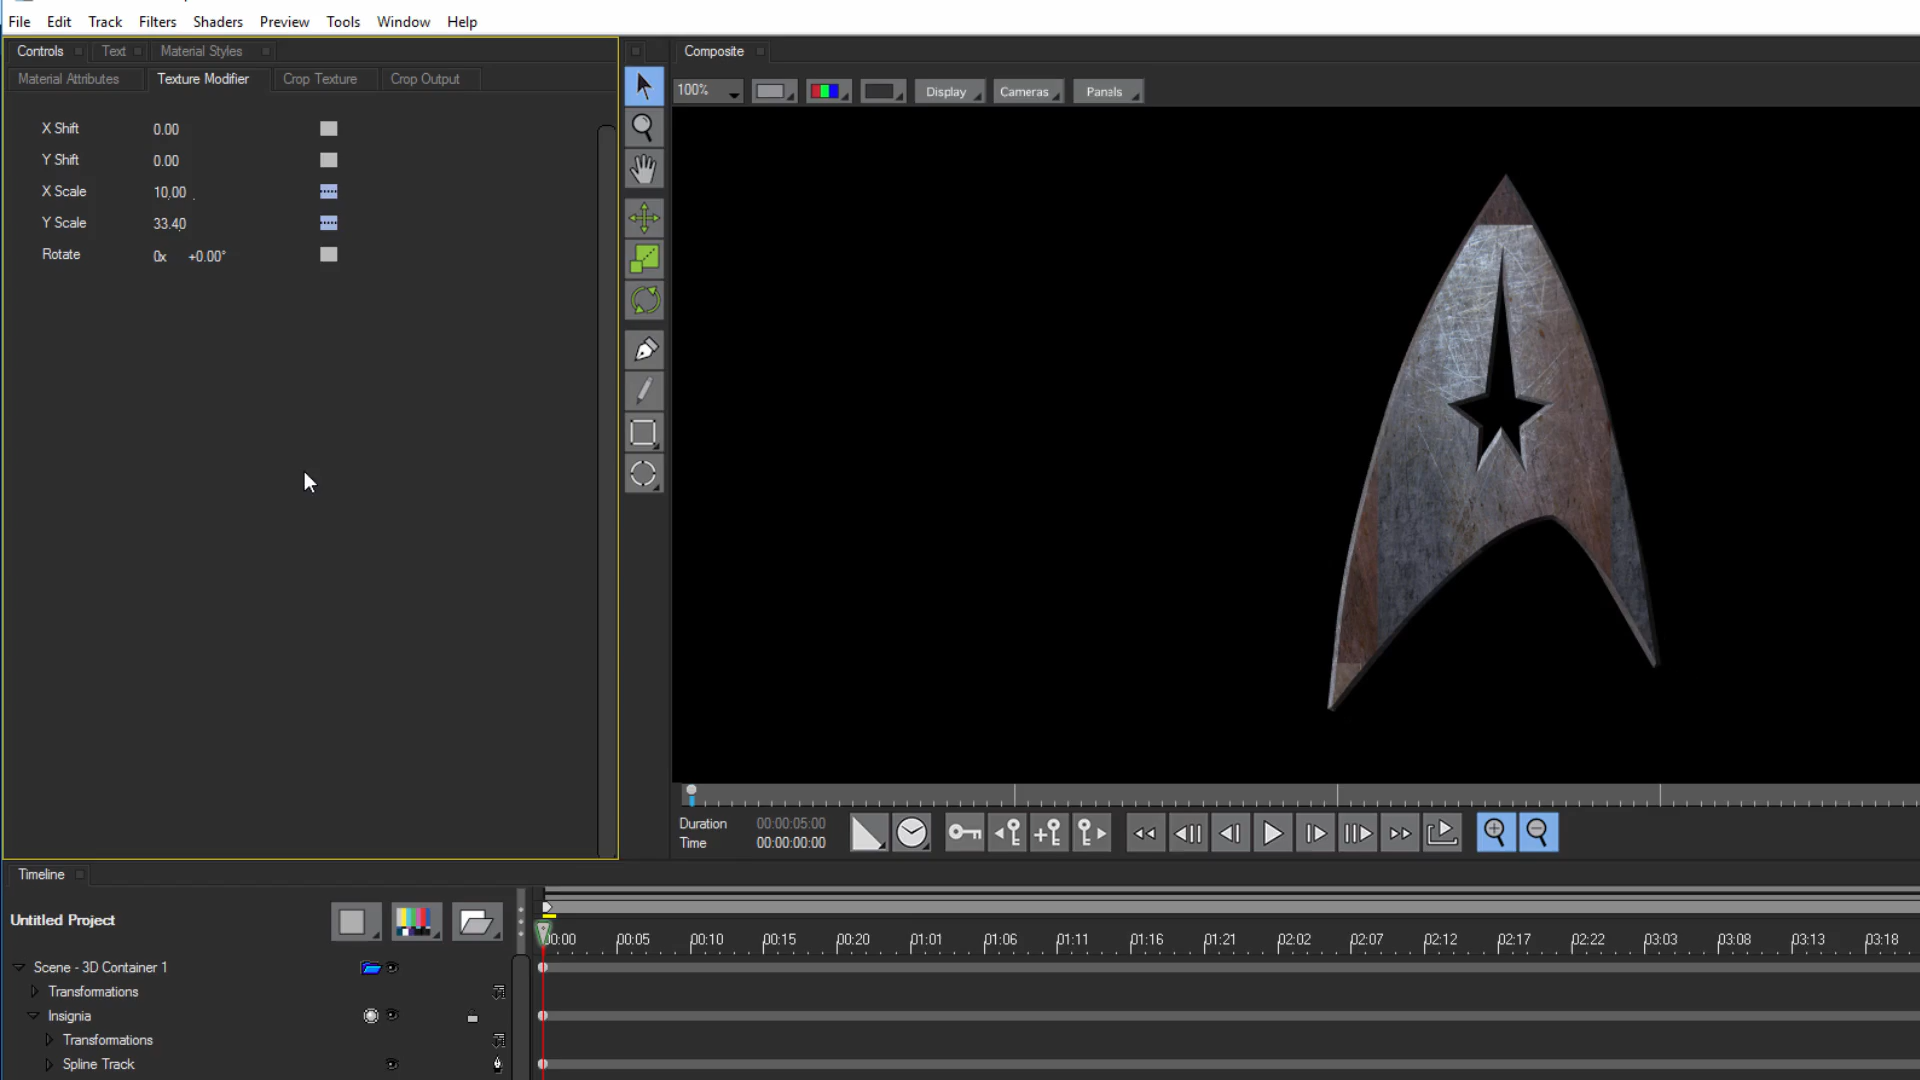 File Edit Track Filters Shaders Preview Tools Window Help
Controls Text Material Styles
Composite
Material Attributes Texture Modifier Crop Texture Crop Output
100% Display Cameras Panels
X Shift 0.00
Y Shift 0.00
X Scale 10.00
Y Scale 33.40
Rotate 0x +0.00°
Duration 00:00:05:00
Time 00:00:00:00
Timeline
Untitled Project
00:00 00:05 00:10 00:15 00:20 01:01 01:06 01:11 01:16 01:21 02:02 02:07 02:12 02:17 02:22 03:03 03:08 03:13 03:18
Scene - 3D Container 1
Transformations
Insignia
Transformations
Spline Track